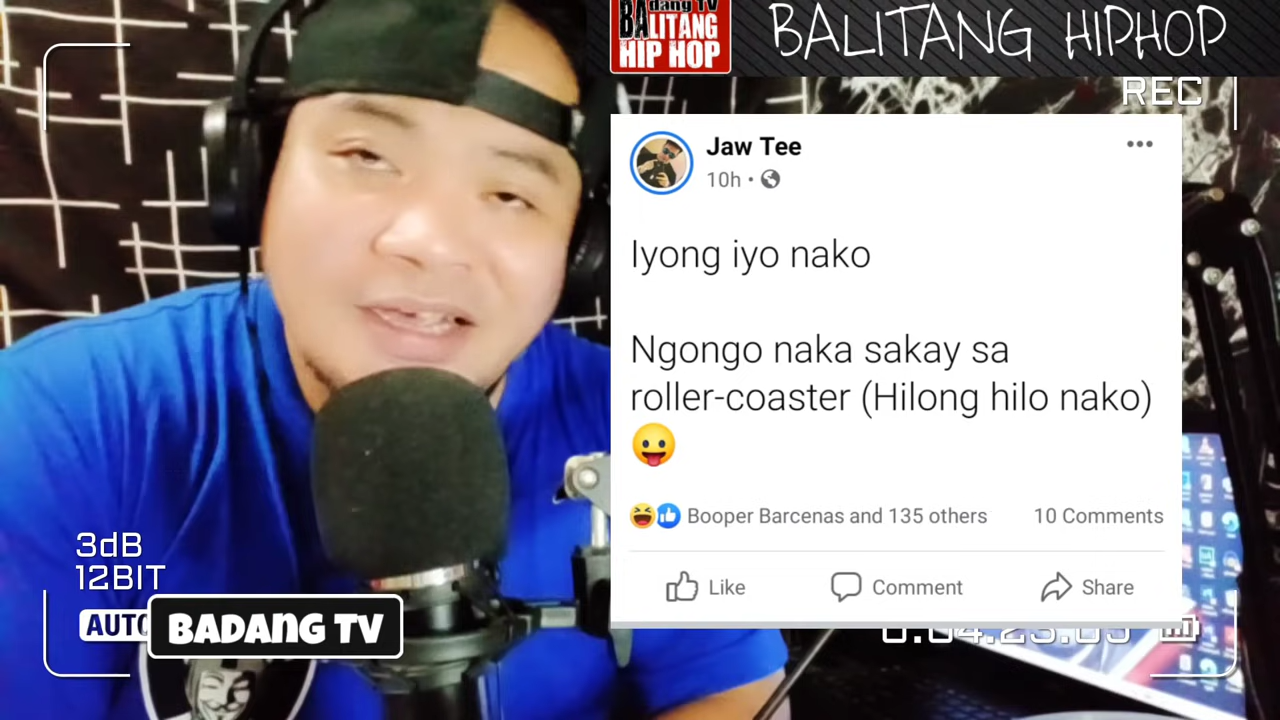 BAdang TV
BALITANG
HIP HOP
BALITANG HIPHOP
REC
Jaw Tee
10h
Iyong iyo nako
Ngongo naka sakay sa
roller-coaster (Hilong hilo nako)
Booper Barcenas and 135 others
10 Comments
Like
Comment
Share
3dB
12BIT
AUTO
BADANG TV